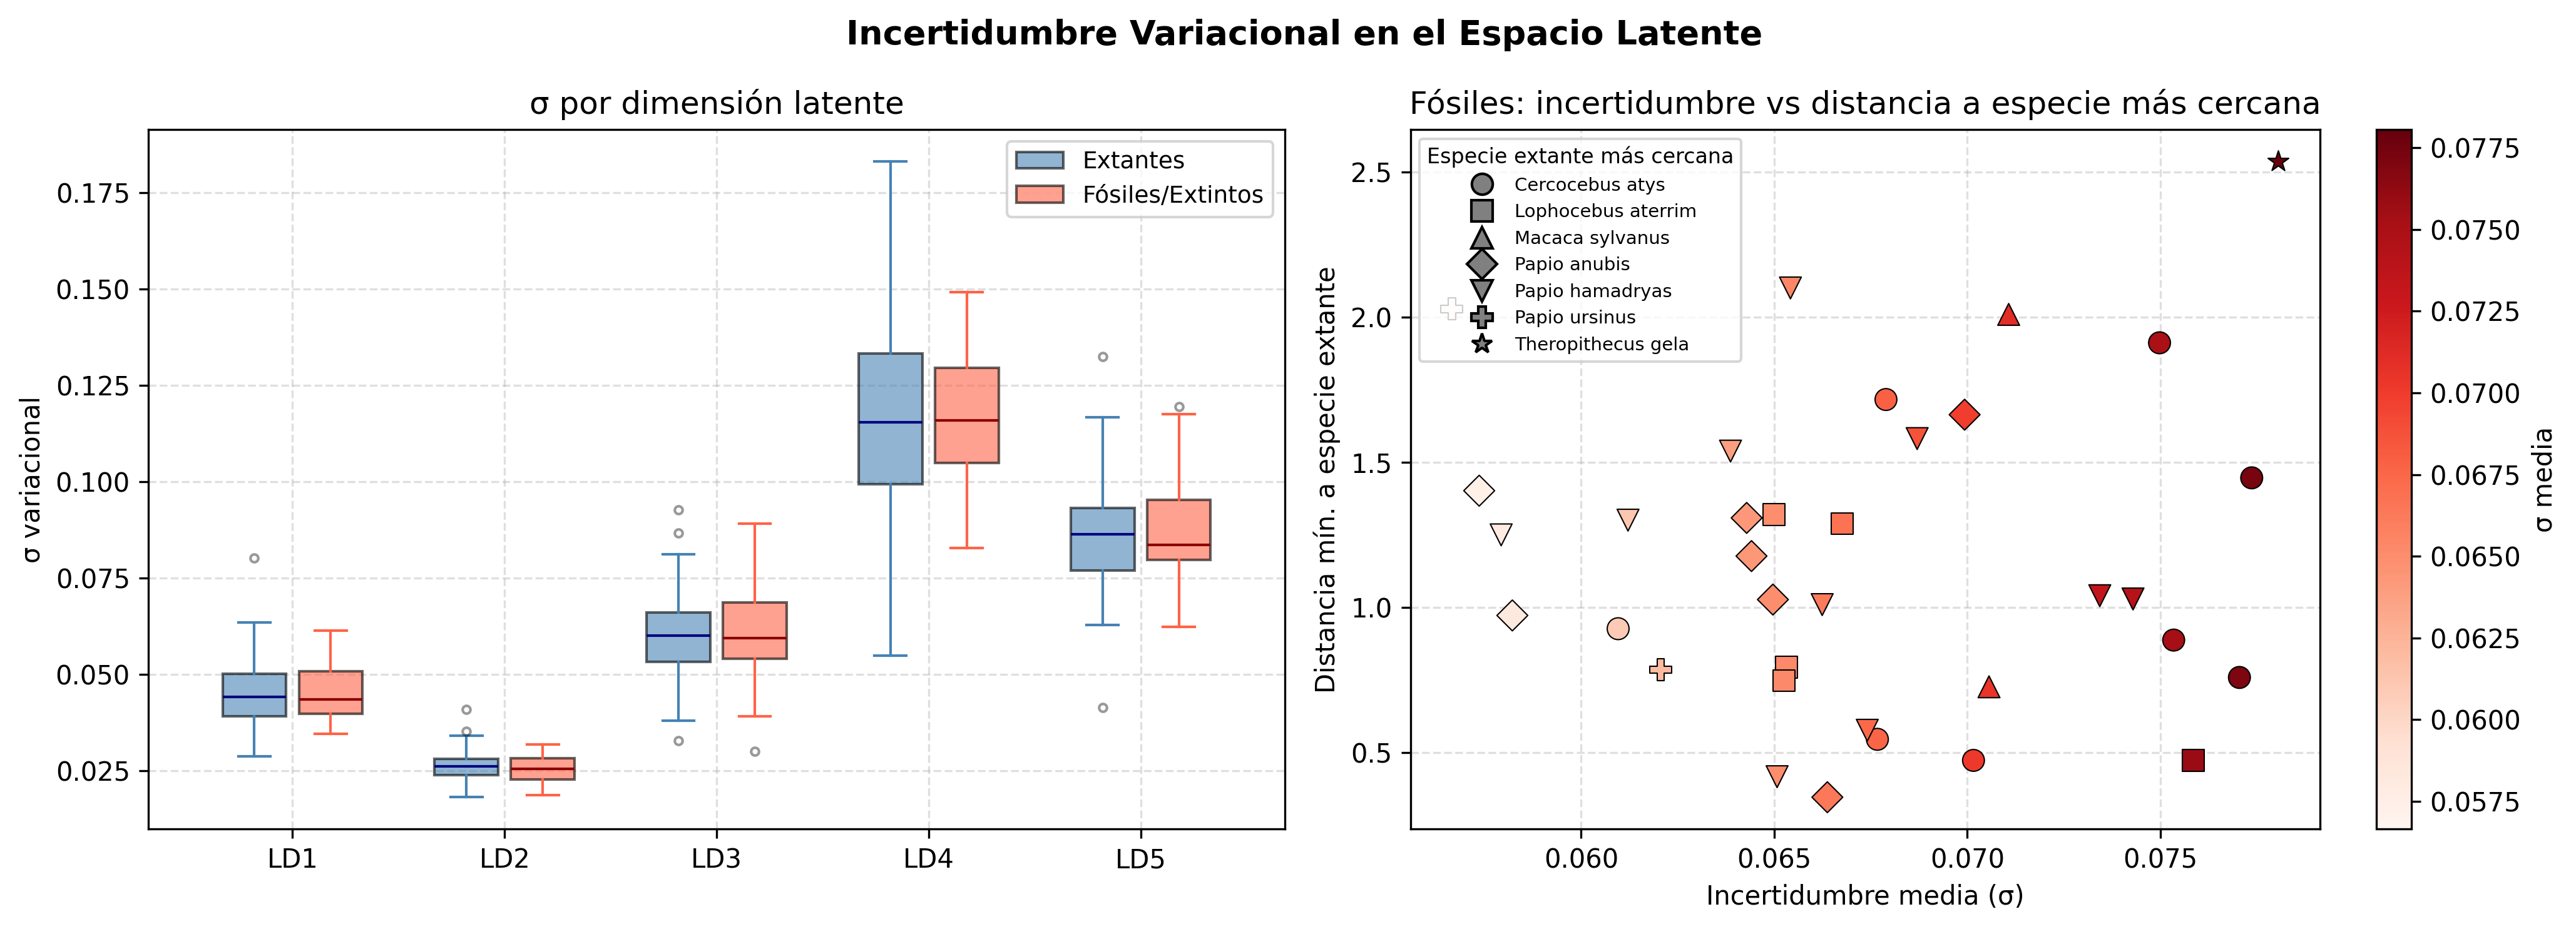 Incertidumbre Variacional en el Espacio Latente
σ por dimensión latente
σ variacional
0.175
0.150
0.125
0.100
0.075
0.050
0.025
LD1
LD2
LD3
LD4
LD5
Extantes
Fósiles/Extintos
Fósiles: incertidumbre vs distancia a especie más cercana
Distancia mín. a especie extante
2.5
2.0
1.5
1.0
0.5
Especie extante más cercana
Cercocebus atys
Lophocebus aterrim
Macaca sylvanus
Papio anubis
Papio hamadryas
Papio ursinus
Theropithecus gela
0.060
0.065
0.070
0.075
Incertidumbre media (σ)
0.0775
0.0750
0.0725
0.0700
0.0675
0.0650
0.0625
0.0600
0.0575
σ media